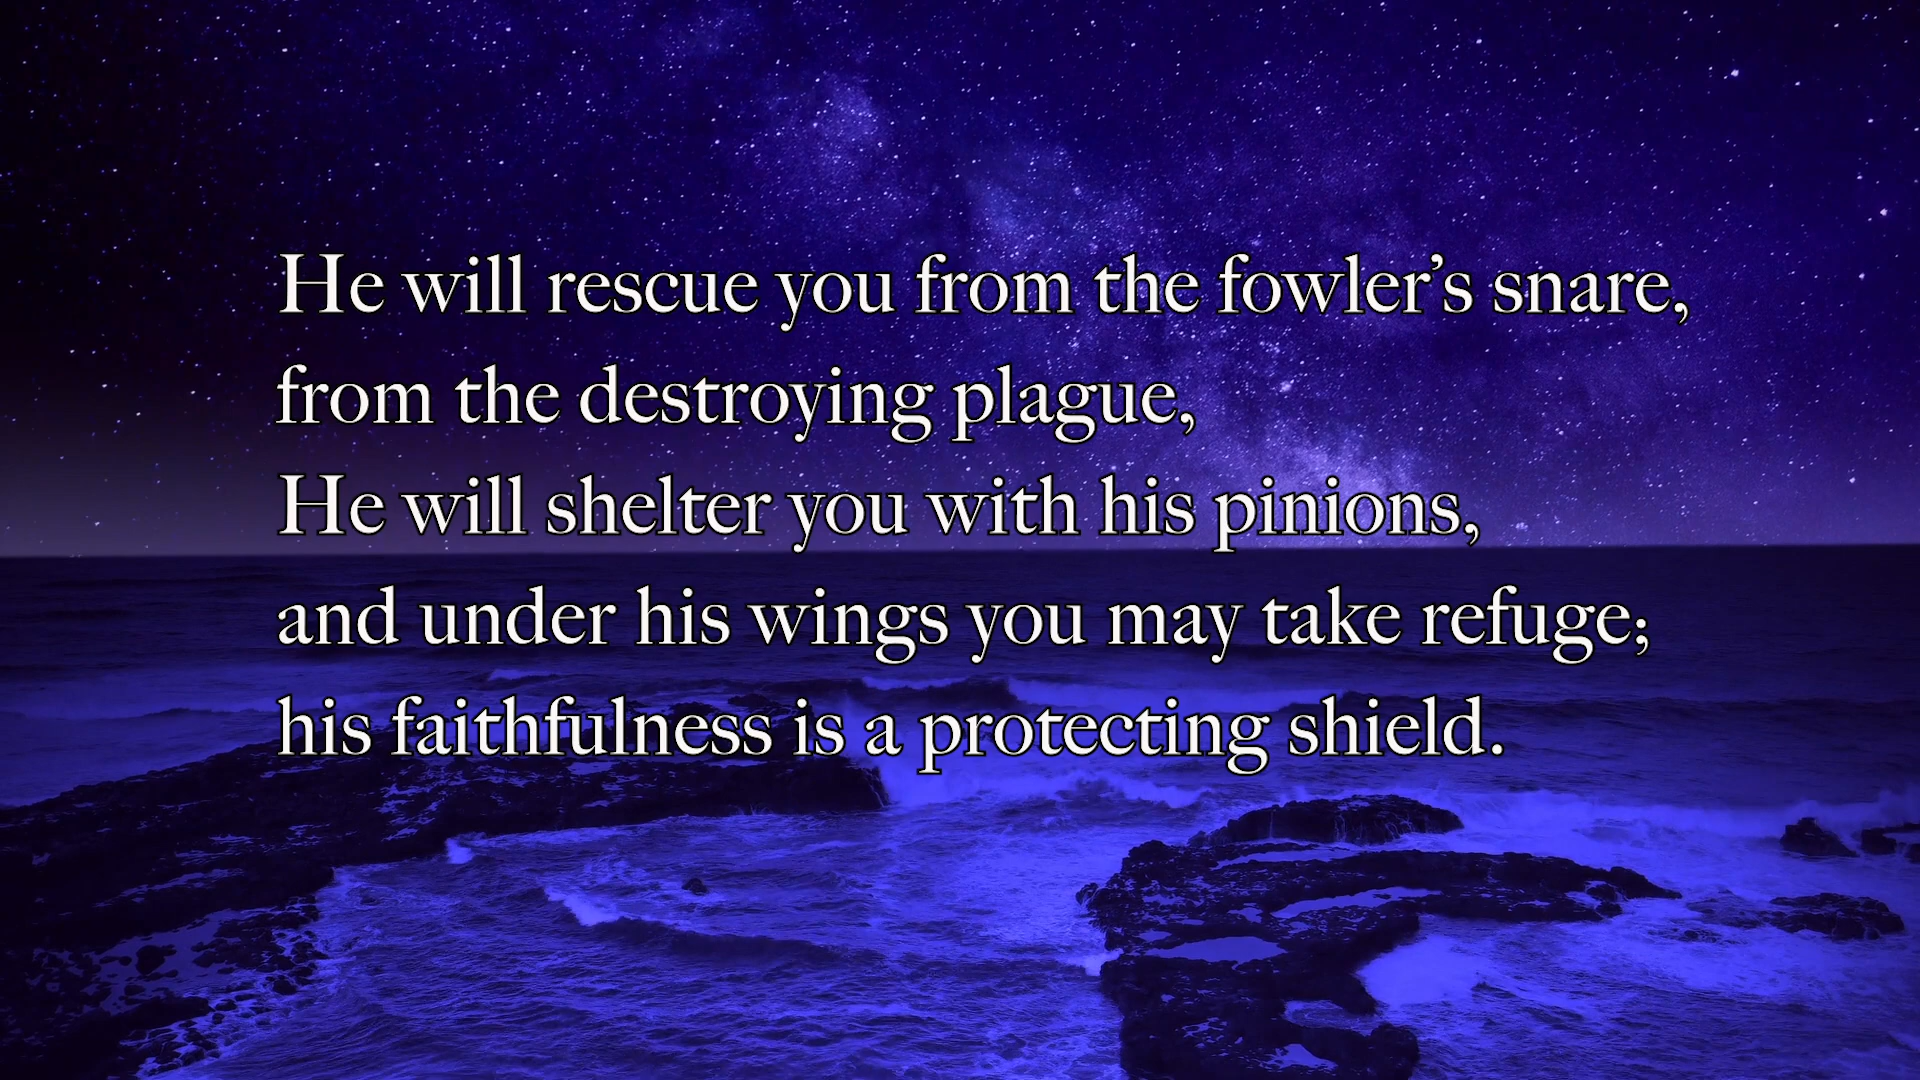 He will rescue you from the fowler’s snare,
from the destroying plague,
He will shelter you with his pinions,
and under his wings you may take refuge;
his faithfulness is a protecting shield.